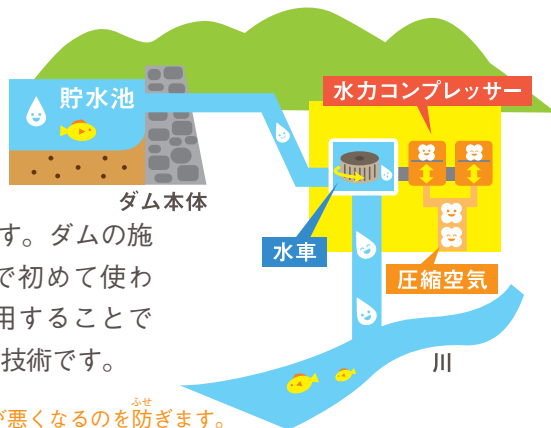 貯水池
水力コンプレッサー
ダム本体
水車
圧縮空気
川
す。ダムの施
で初めて使わ
用することで
技術です。
ふせ
が悪くなるのを防ぎます。